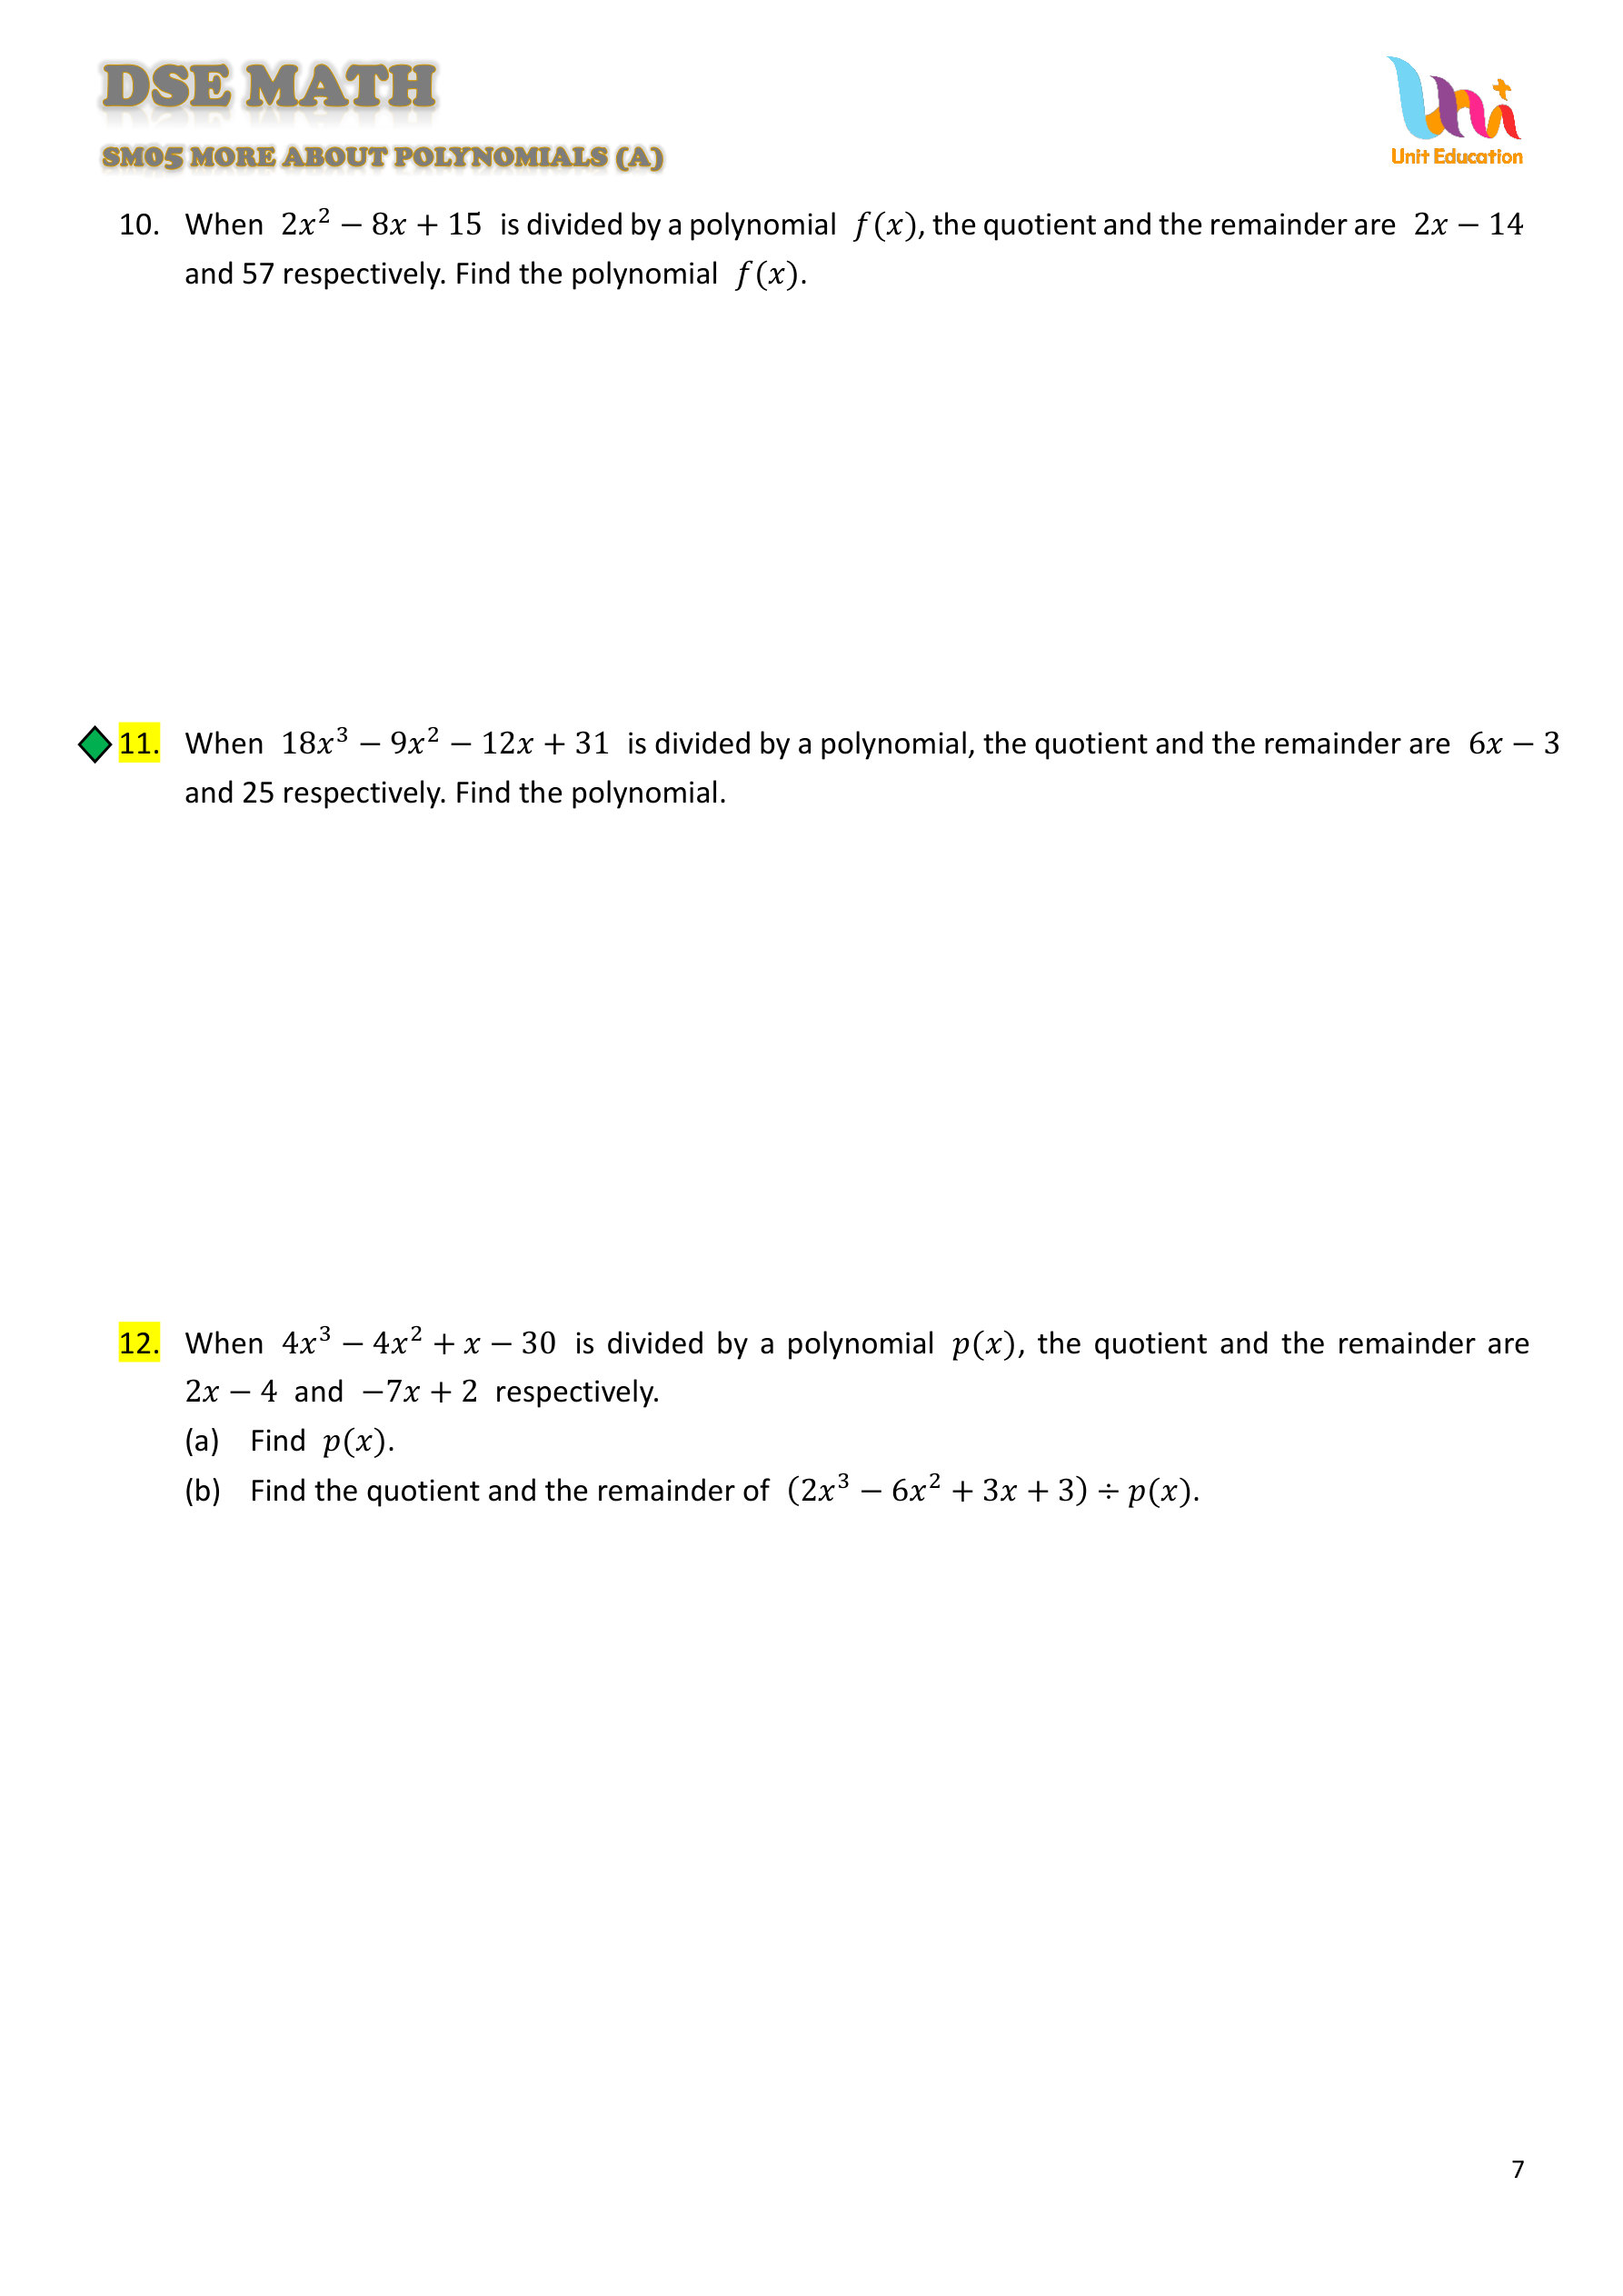 DSE MATH
SM05 MORE ABOUT POLYNOMIALS (A)
Unit Education
10. When 2x² − 8x + 15 is divided by a polynomial f(x), the quotient and the remainder are 2x − 14
and 57 respectively. Find the polynomial f(x).
11. When 18x³ − 9x² − 12x + 31 is divided by a polynomial, the quotient and the remainder are 6x − 3
and 25 respectively. Find the polynomial.
12. When 4x³ − 4x² + x − 30 is divided by a polynomial p(x), the quotient and the remainder are
2x − 4 and −7x + 2 respectively.
(a) Find p(x).
(b) Find the quotient and the remainder of (2x³ − 6x² + 3x + 3) ÷ p(x).
7